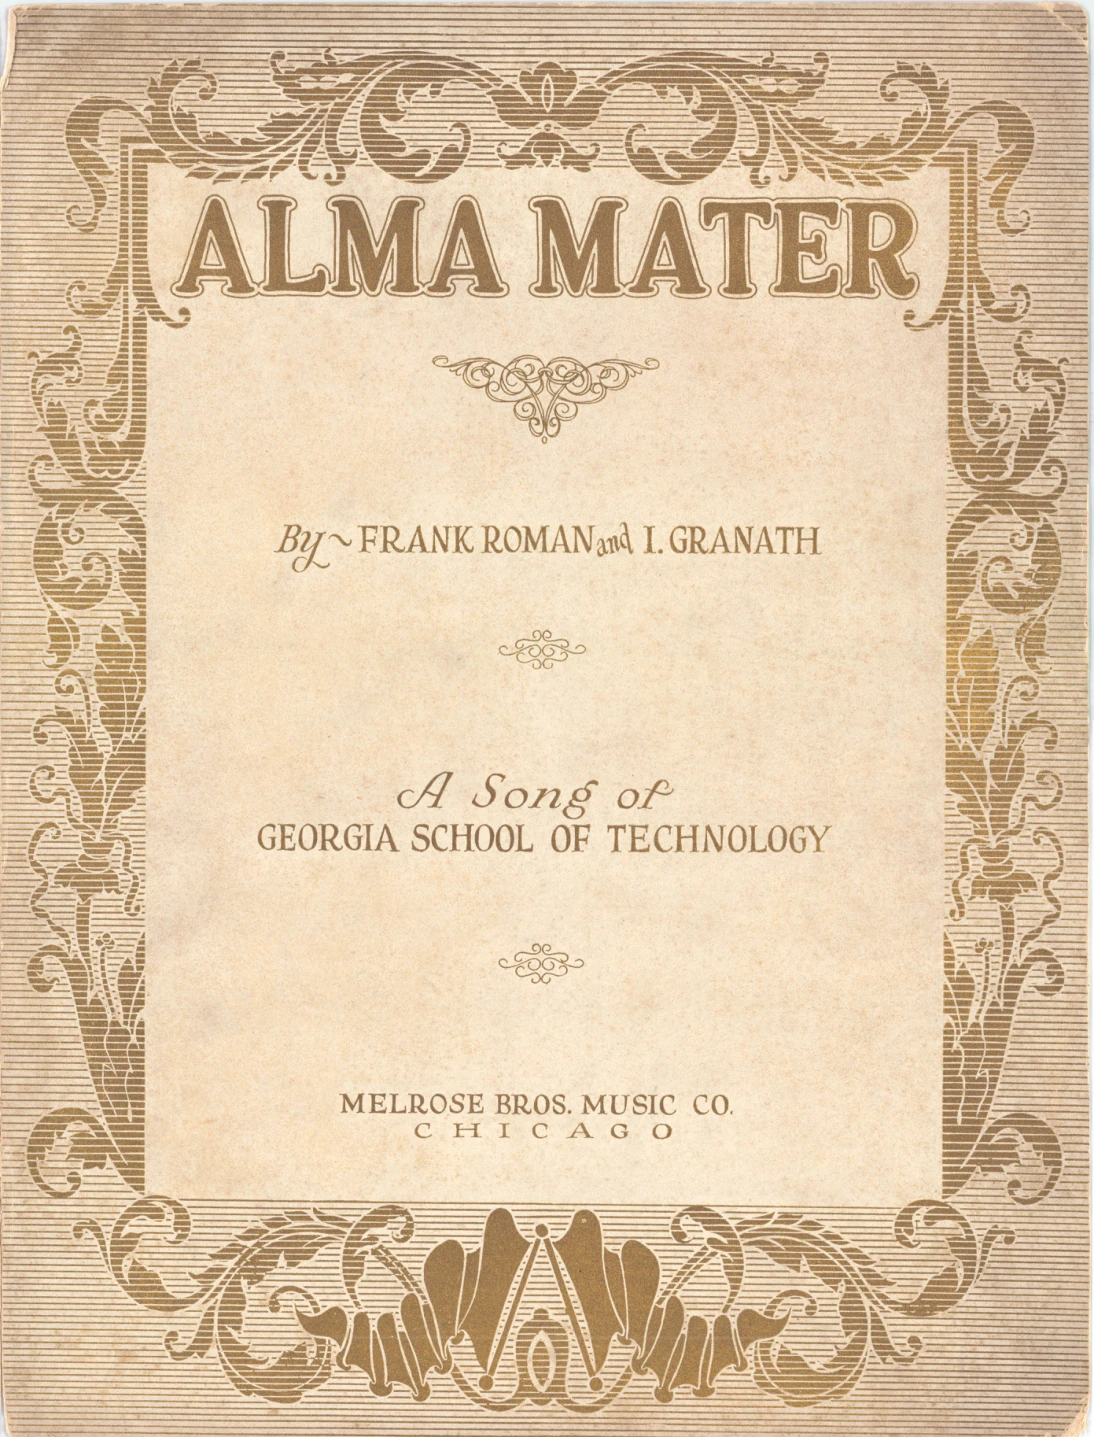 ALMA MATER
By~ FRANK ROMAN and I. GRANATH
A Song of
GEORGIA SCHOOL OF TECHNOLOGY
MELROSE BROS. MUSIC CO.
CHICAGO